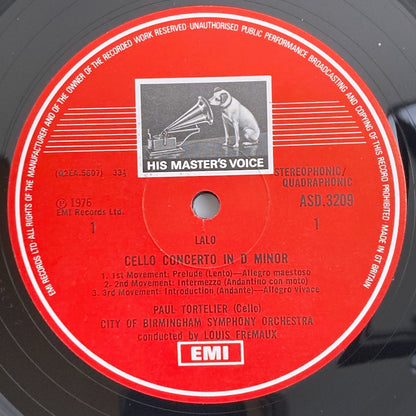 EMI RECORDS LTD ALL RIGHTS OF THE MANUFACTURER AND OF THE OWNER OF THE RECORDED WORK RESERVED UNAUTHORISED PUBLIC PERFORMANCE BROADCASTING AND COPYING OF THIS RECORD PROHIBITED MADE IN GT BRITAIN
HIS MASTER'S VOICE
33⅓
STEREOPHONIC/
QUADRAPHONIC
℗ 1976
EMI Records Ltd.
ASD.3209
1
1
LALO
CELLO CONCERTO IN D MINOR
1. 1st Movement: Prelude (Lento)—Allegro maestoso
2. 2nd Movement: Intermezzo (Andantino con moto)
3. 3rd Movement: Introduction (Andante)—Allegro vivace
PAUL TORTELIER (Cello)
CITY OF BIRMINGHAM SYMPHONY ORCHESTRA
conducted by LOUIS FRÉMAUX
EMI